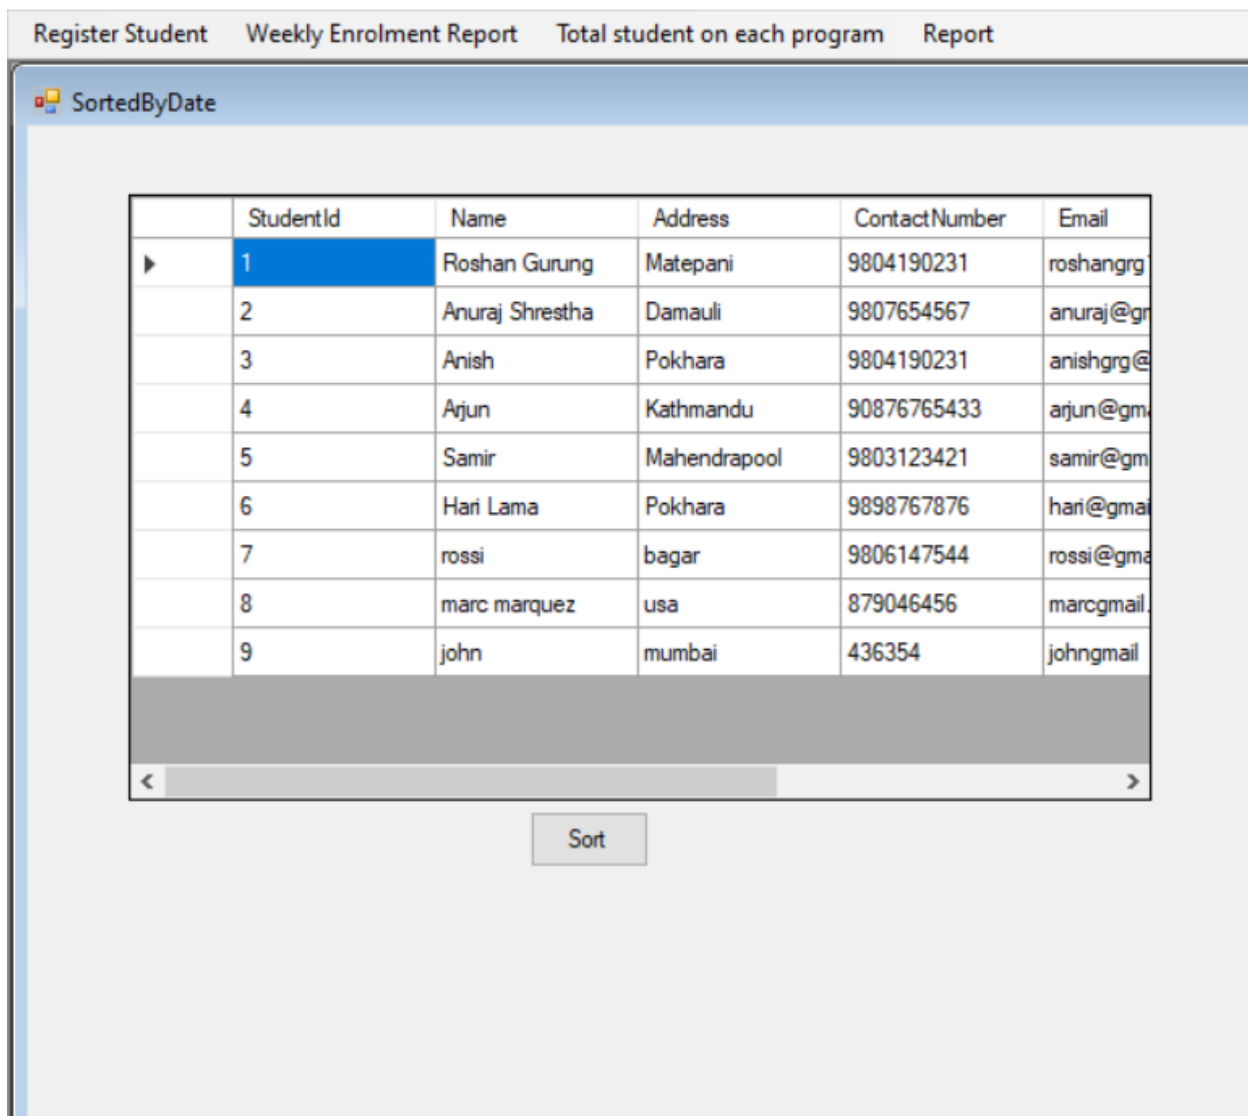 Register Student Weekly Enrolment Report Total student on each program Report
SortedByDate
StudentId Name Address ContactNumber Email
1 Roshan Gurung Matepani 9804190231 roshangrg
2 Anuraj Shrestha Damauli 9807654567 anuraj@gr
3 Anish Pokhara 9804190231 anishgrg@
4 Arjun Kathmandu 90876765433 arjun@gma
5 Samir Mahendrapool 9803123421 samir@gm
6 Hari Lama Pokhara 9898767876 hari@gmai
7 rossi bagar 9806147544 rossi@gma
8 marc marquez usa 879046456 marcgmail.
9 john mumbai 436354 johngmail
Sort